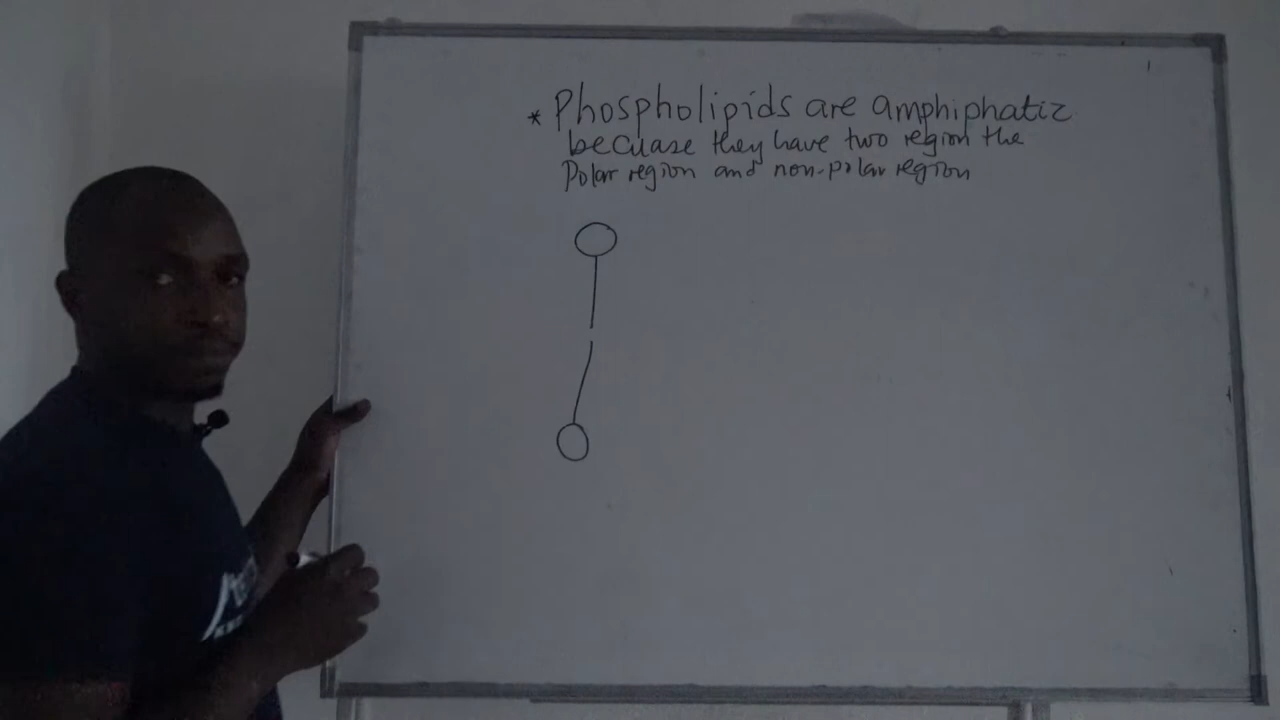 * Phospholipids are amphiphatic
becuase they have two region the
Polar region and non-polar region